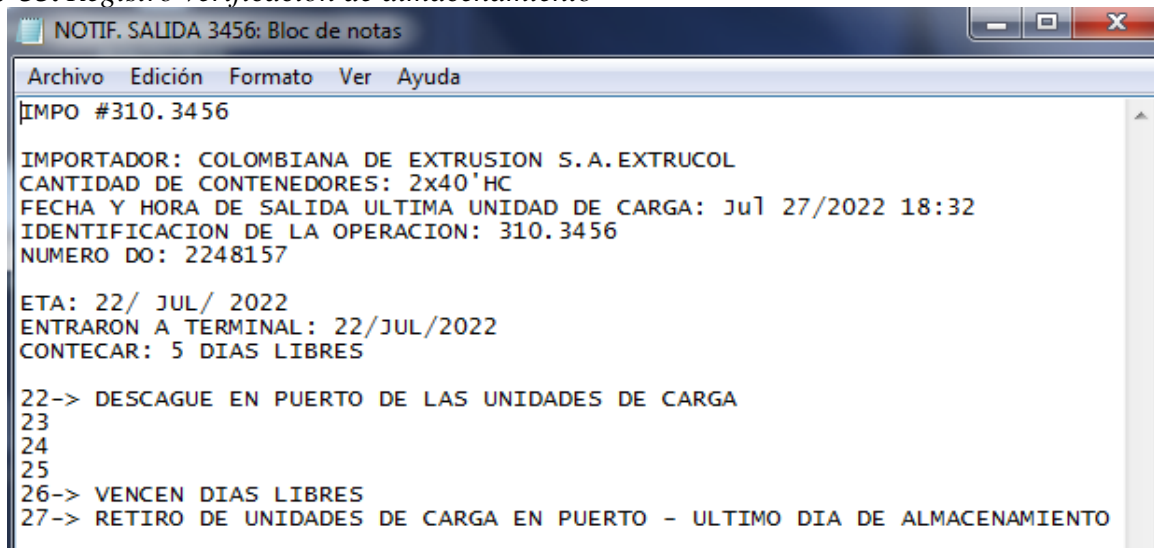 Registro verificación de almacenamiento
NOTIF. SALIDA 3456: Bloc de notas
Archivo Edición Formato Ver Ayuda
IMPO #310.3456
IMPORTADOR: COLOMBIANA DE EXTRUSION S.A.EXTRUCOL
CANTIDAD DE CONTENEDORES: 2x40'HC
FECHA Y HORA DE SALIDA ULTIMA UNIDAD DE CARGA: Jul 27/2022 18:32
IDENTIFICACION DE LA OPERACION: 310.3456
NUMERO DO: 2248157
ETA: 22/ JUL/ 2022
ENTRARON A TERMINAL: 22/JUL/2022
CONTECAR: 5 DIAS LIBRES
22-> DESCAGUE EN PUERTO DE LAS UNIDADES DE CARGA
23
24
25
26-> VENCEN DIAS LIBRES
27-> RETIRO DE UNIDADES DE CARGA EN PUERTO - ULTIMO DIA DE ALMACENAMIENTO